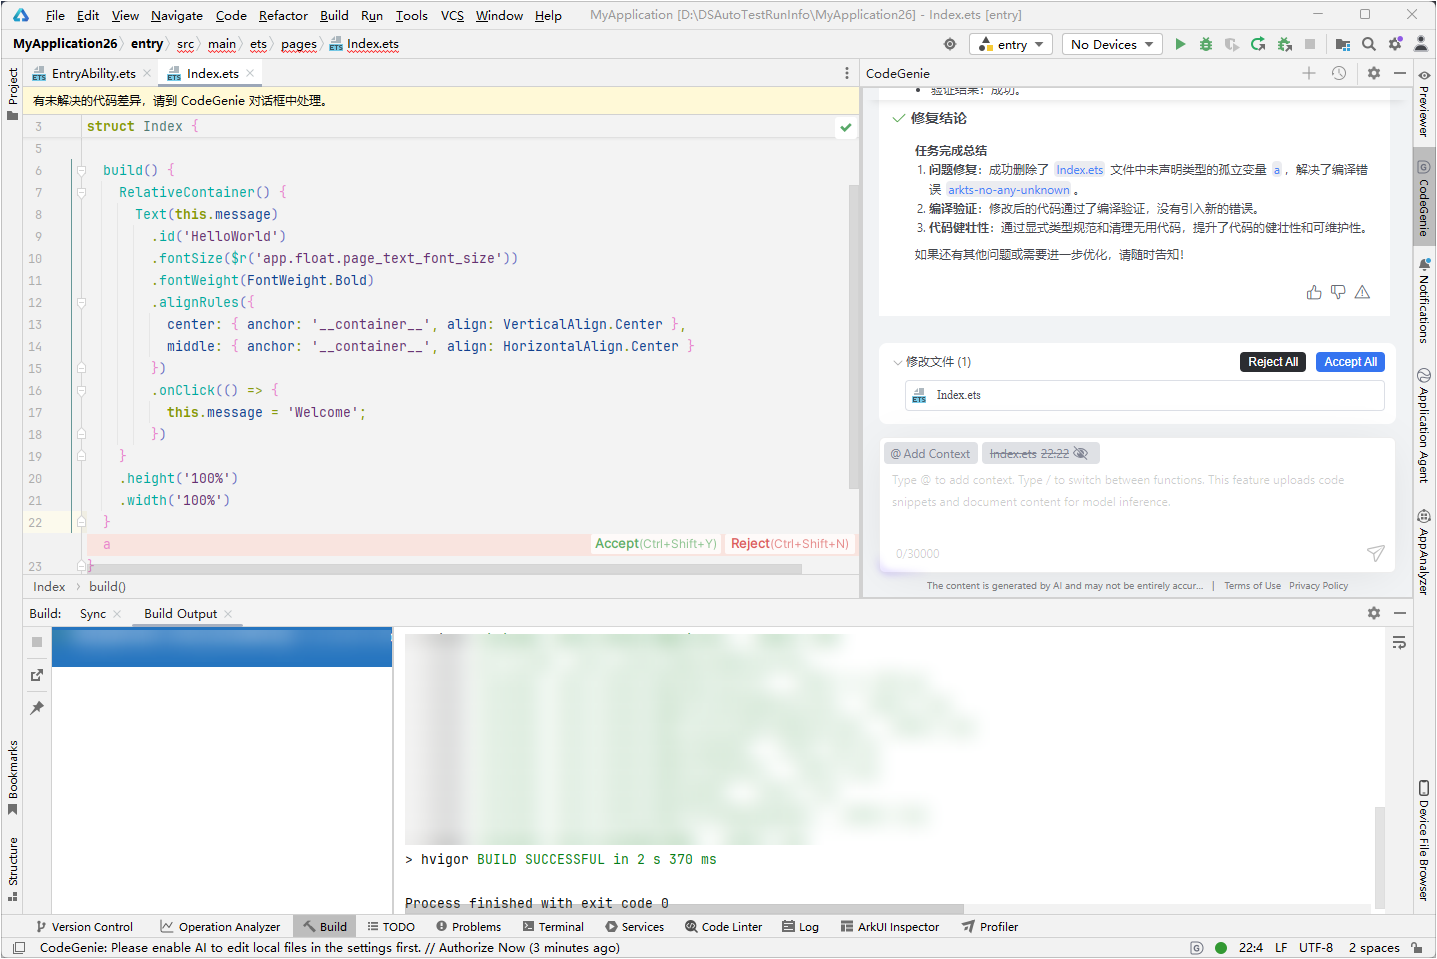 File Edit View Navigate Code Refactor Build Run Tools VCS Window Help MyApplication [D:\DSAutoTestRunInfo\MyApplication26] - Index.ets [entry]
MyApplication26 entry src main ets pages Index.ets
entry
No Devices
Project
EntryAbility.ets
Index.ets
有未解决的代码差异，请到 CodeGenie 对话框中处理。
3 struct Index {
5
6 build() {
7 RelativeContainer() {
8 Text(this.message)
9 .id('HelloWorld')
10 .fontSize($r('app.float.page_text_font_size'))
11 .fontWeight(FontWeight.Bold)
12 .alignRules({
13 center: { anchor: '__container__', align: VerticalAlign.Center },
14 middle: { anchor: '__container__', align: HorizontalAlign.Center }
15 })
16 .onClick(() => {
17 this.message = 'Welcome';
18 })
19 }
20 .height('100%')
21 .width('100%')
22 }
a Accept(Ctrl+Shift+Y) Reject(Ctrl+Shift+N)
23 }
Index build()
CodeGenie
验证结果：成功。
修复结论
任务完成总结
1. 问题修复：成功删除了 Index.ets 文件中未声明类型的孤立变量 a ，解决了编译错
误 arkts-no-any-unknown 。
2. 编译验证：修改后的代码通过了编译验证，没有引入新的错误。
3. 代码健壮性：通过显式类型规范和清理无用代码，提升了代码的健壮性和可维护性。
如果还有其他问题或需要进一步优化，请随时告知！
修改文件 (1) Reject All Accept All
ETS Index.ets
@ Add Context Index.ets 22:22
Type @ to add context. Type / to switch between functions. This feature uploads code
snippets and document content for model inference.
0/30000
The content is generated by AI and may not be entirely accur... | Terms of Use Privacy Policy
Previewer
CodeGenie
Notifications
Application Agent
AppAnalyzer
Device File Browser
Build: Sync Build Output
> hvigor BUILD SUCCESSFUL in 2 s 370 ms
Process finished with exit code 0
Bookmarks
Structure
Version Control Operation Analyzer Build TODO Problems Terminal Services Code Linter Log ArkUI Inspector Profiler
CodeGenie: Please enable AI to edit local files in the settings first. // Authorize Now (3 minutes ago)
22:4 LF UTF-8 2 spaces